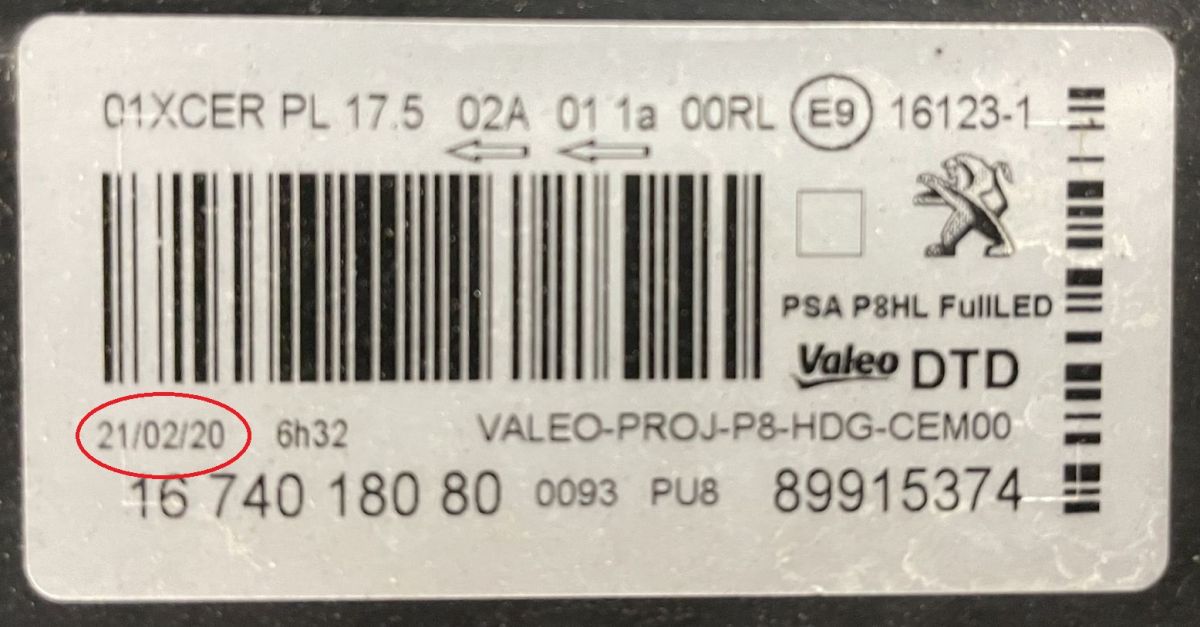 01XCER PL 17.5 02A 01 1a 00RL E9 16123-1
PSA P8HL FullLED
Valeo DTD
21/02/20 6h32 VALEO-PROJ-P8-HDG-CEM00
16 740 180 80 0093 PU8 89915374